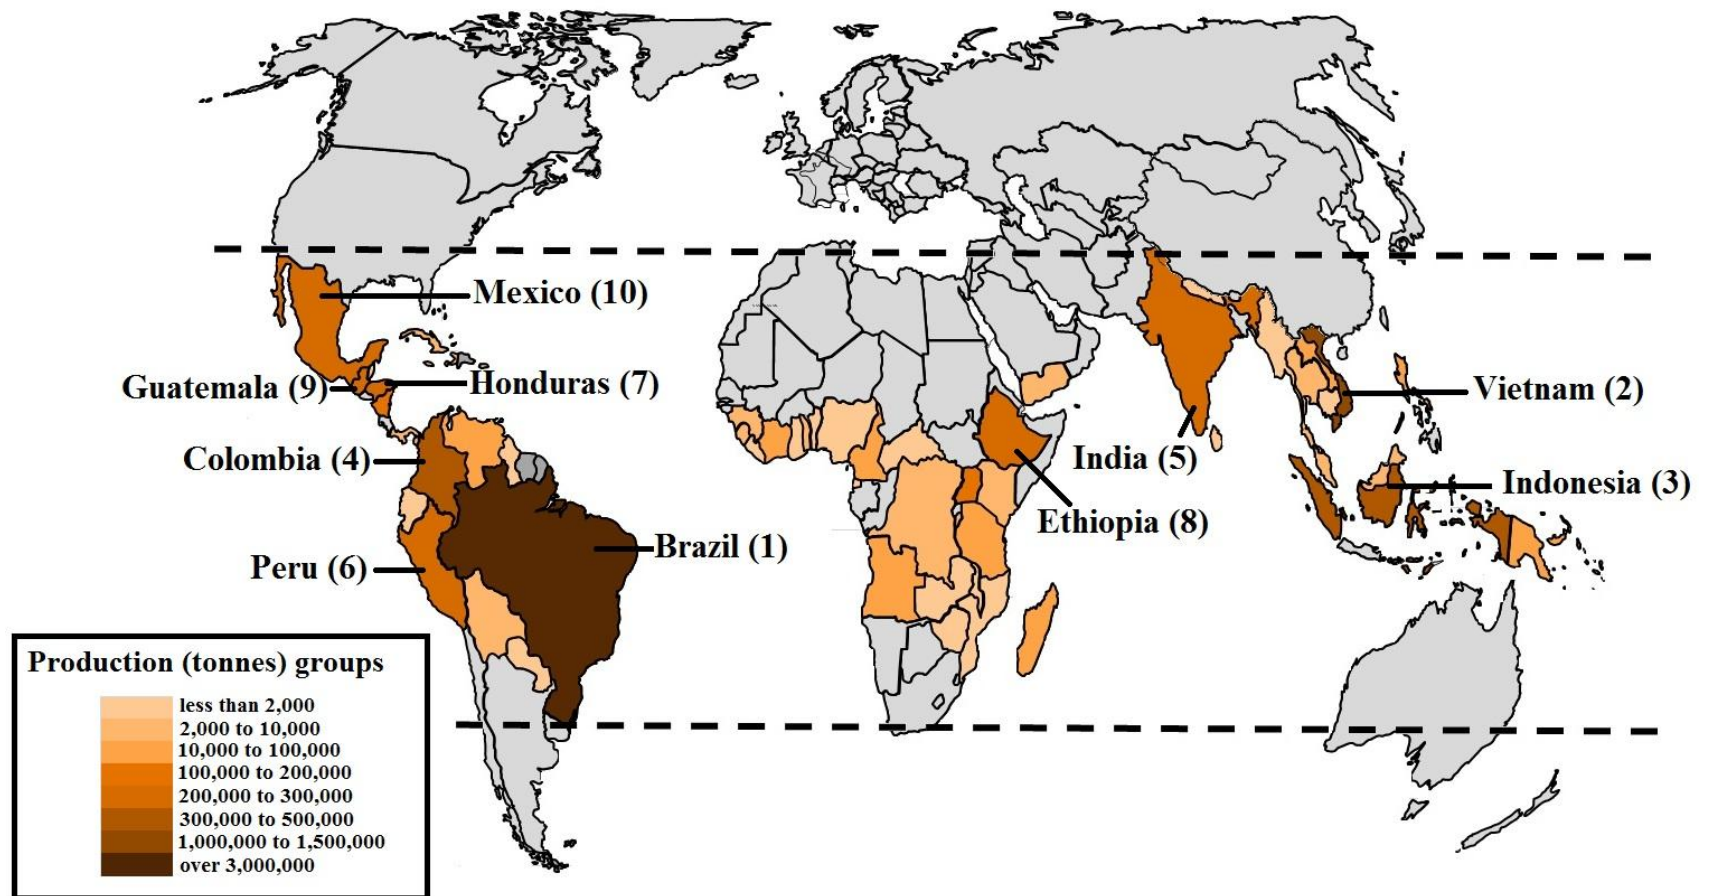 Mexico (10)
Guatemala (9)
Honduras (7)
Vietnam (2)
Colombia (4)
India (5)
Indonesia (3)
Ethiopia (8)
Brazil (1)
Peru (6)
Production (tonnes) groups
less than 2,000
2,000 to 10,000
10,000 to 100,000
100,000 to 200,000
200,000 to 300,000
300,000 to 500,000
1,000,000 to 1,500,000
over 3,000,000